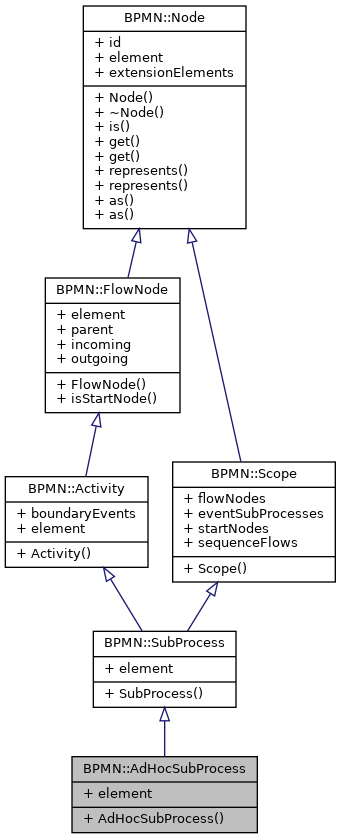 BPMN::Node
+ id
+ element
+ extensionElements
+ Node()
+ ~Node()
+ is()
+ get()
+ get()
+ represents()
+ represents()
+ as()
+ as()
BPMN::FlowNode
+ element
+ parent
+ incoming
+ outgoing
+ FlowNode()
+ isStartNode()
BPMN::Scope
+ flowNodes
+ eventSubProcesses
+ startNodes
+ sequenceFlows
+ Scope()
BPMN::Activity
+ boundaryEvents
+ element
+ Activity()
BPMN::SubProcess
+ element
+ SubProcess()
BPMN::AdHocSubProcess
+ element
+ AdHocSubProcess()